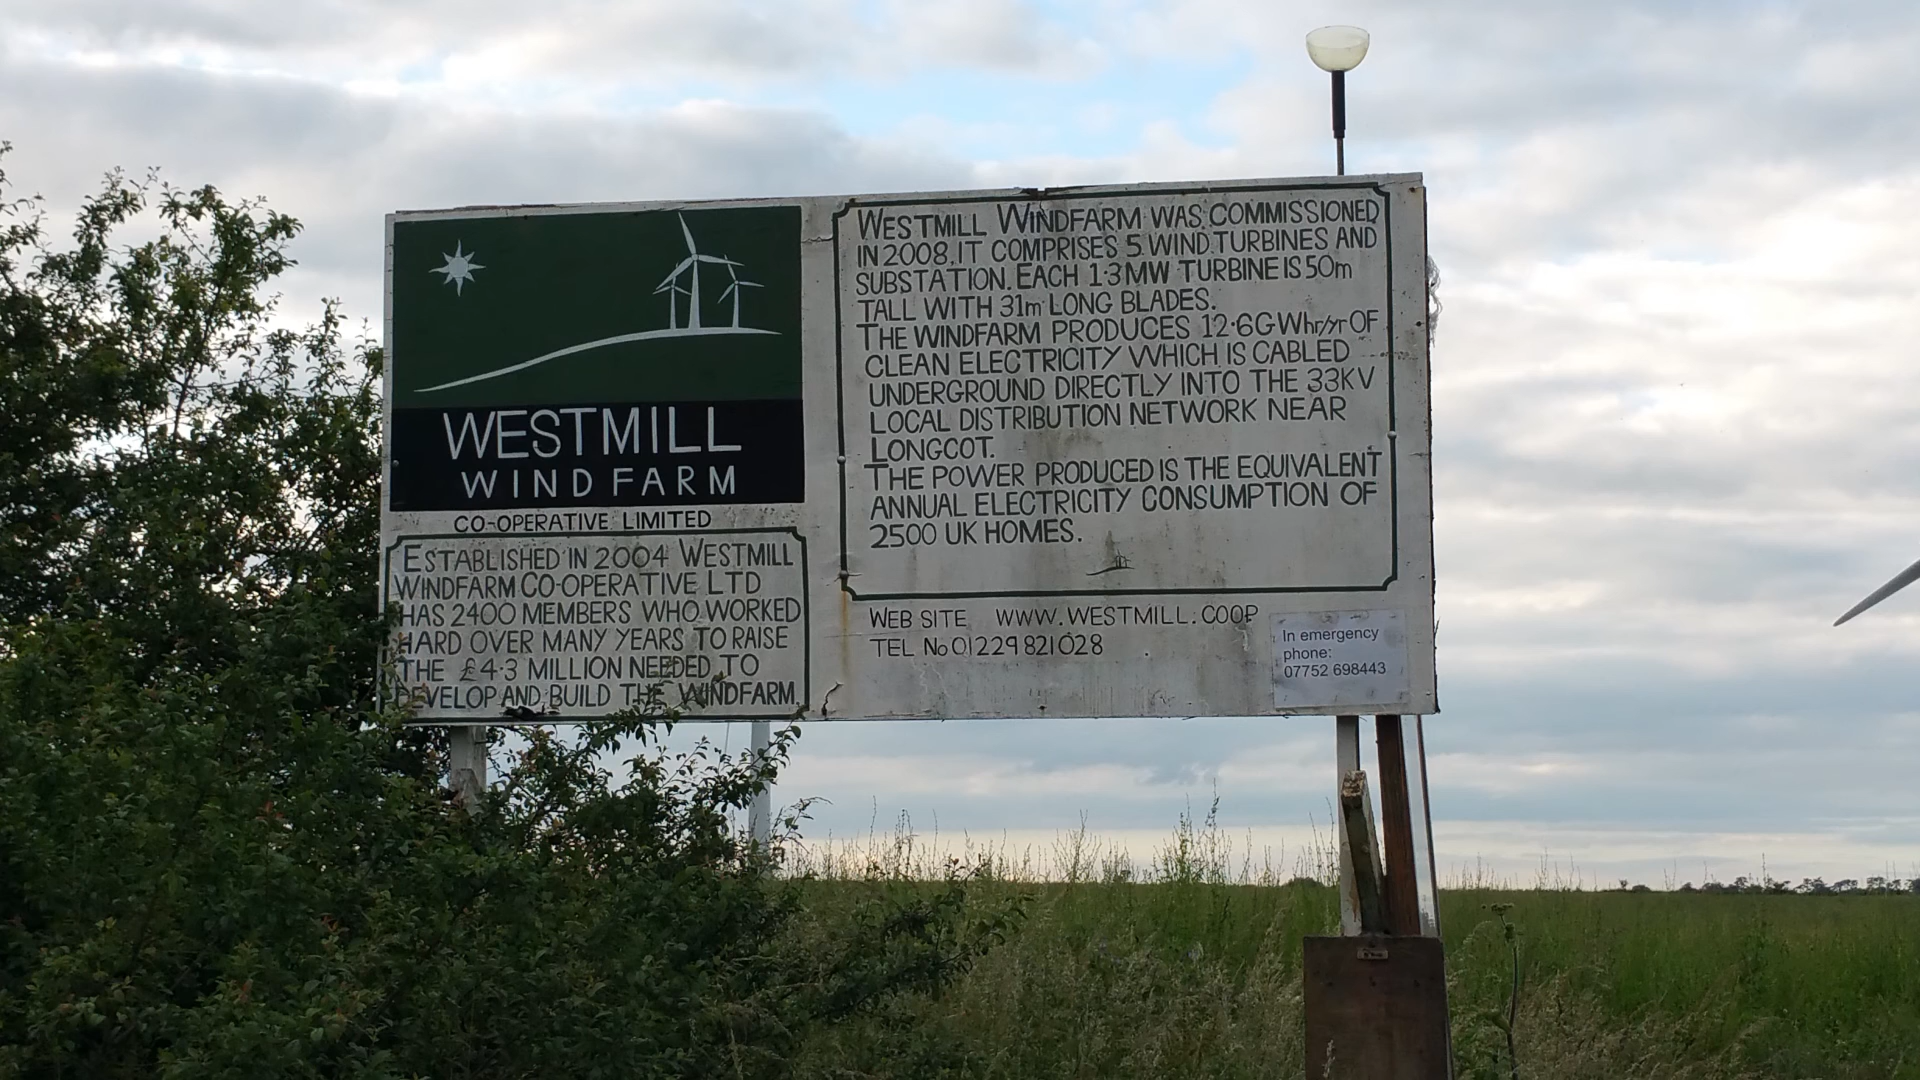 WESTMILL
WIND FARM
CO-OPERATIVE LIMITED
ESTABLISHED IN 2004 WESTMILL
WINDFARM CO-OPERATIVE LTD
HAS 2400 MEMBERS WHO WORKED
HARD OVER MANY YEARS TO RAISE
THE £4·3 MILLION NEEDED TO
DEVELOP AND BUILD THE WINDFARM
WESTMILL WINDFARM WAS COMMISSIONED
IN 2008. IT COMPRISES 5 WIND TURBINES AND
SUBSTATION. EACH 1·3 MW TURBINE IS 50m
TALL WITH 31m LONG BLADES.
THE WINDFARM PRODUCES 12·6GWhr/yr OF
CLEAN ELECTRICITY WHICH IS CABLED
UNDERGROUND DIRECTLY INTO THE 33KV
LOCAL DISTRIBUTION NETWORK NEAR
LONGCOT.
THE POWER PRODUCED IS THE EQUIVALENT
ANNUAL ELECTRICITY CONSUMPTION OF
2500 UK HOMES.
WEB SITE WWW.WESTMILL.COOP
TEL No 01229 821028
In emergency
phone:
07752 698443